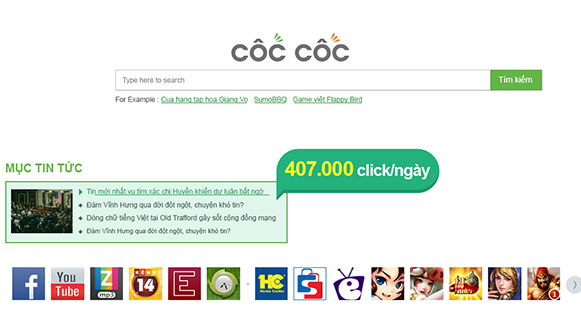 CỐC CỐC
Type here to search
Tìm kiếm
For Example : Cua hang tap hoa Giang Vo SumoBBQ Game việt Flappy Bird
MỤC TIN TỨC
407.000 click/ngày
Tin mới nhất vụ tìm xác chị Huyền khiến dư luận bất ngờ
Đàm Vĩnh Hưng qua đời đột ngột, chuyện khó tin?
Dòng chữ tiếng Việt tại Old Trafford gây sốt cộng đồng mạng
Đàm Vĩnh Hưng qua đời đột ngột, chuyện khó tin?
f
You
Tube
Z
mp3
KÊNH
14
E
HC
Home Center
S
e
1